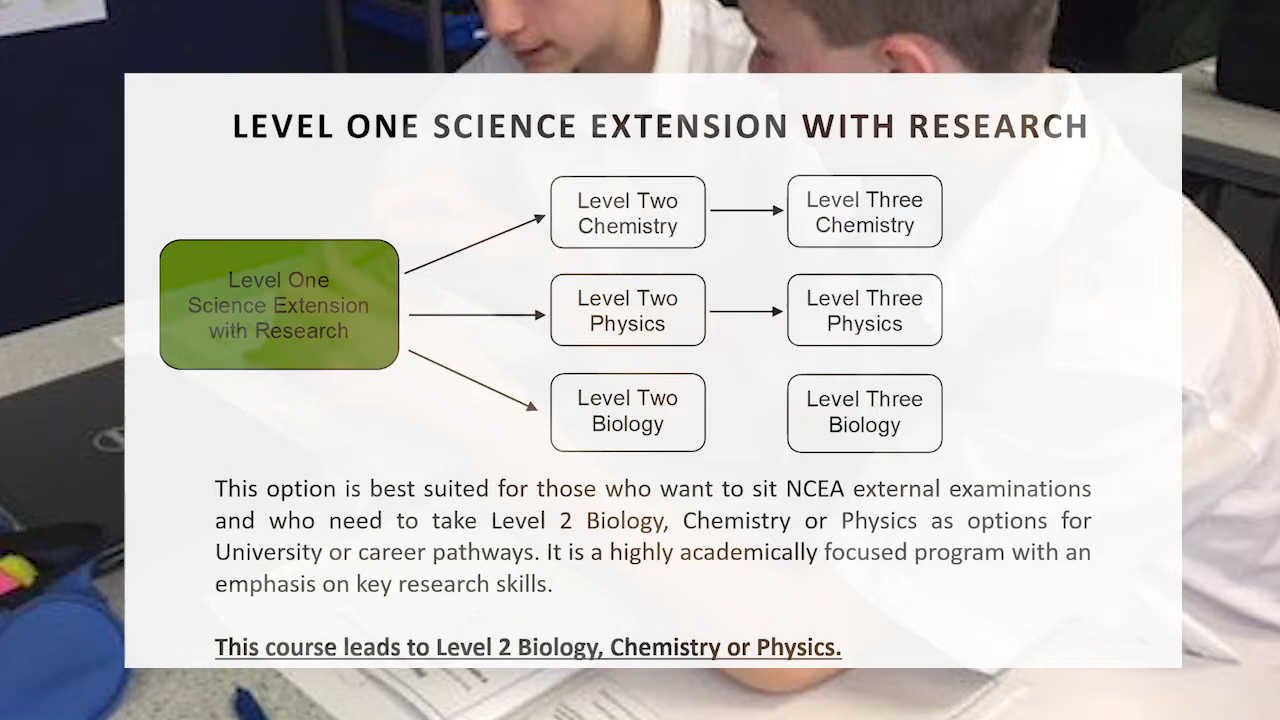 LEVEL ONE SCIENCE EXTENSION WITH RESEARCH
Level One
Science Extension
with Research
Level Two
Chemistry
Level Three
Chemistry
Level Two
Physics
Level Three
Physics
Level Two
Biology
Level Three
Biology
This option is best suited for those who want to sit NCEA external examinations
and who need to take Level 2 Biology, Chemistry or Physics as options for
University or career pathways. It is a highly academically focused program with an
emphasis on key research skills.
This course leads to Level 2 Biology, Chemistry or Physics.